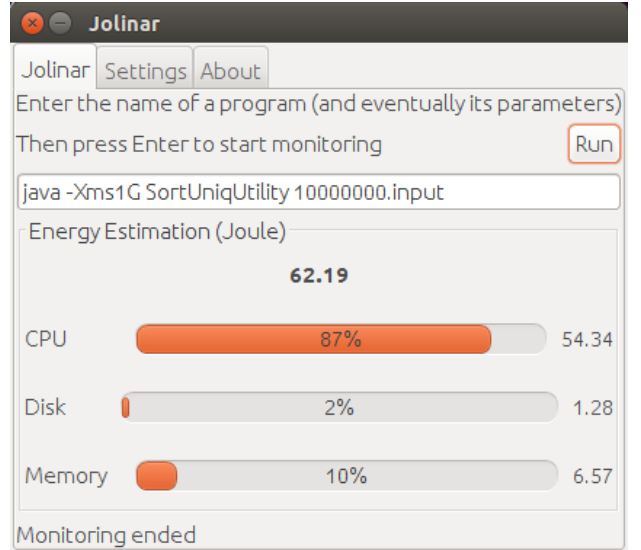 Jolinar
Jolinar Settings About
Enter the name of a program (and eventually its parameters)
Then press Enter to start monitoring Run
java -Xms1G SortUniqUtility 10000000.input
Energy Estimation (Joule)
62.19
CPU 87% 54.34
Disk 2% 1.28
Memory 10% 6.57
Monitoring ended